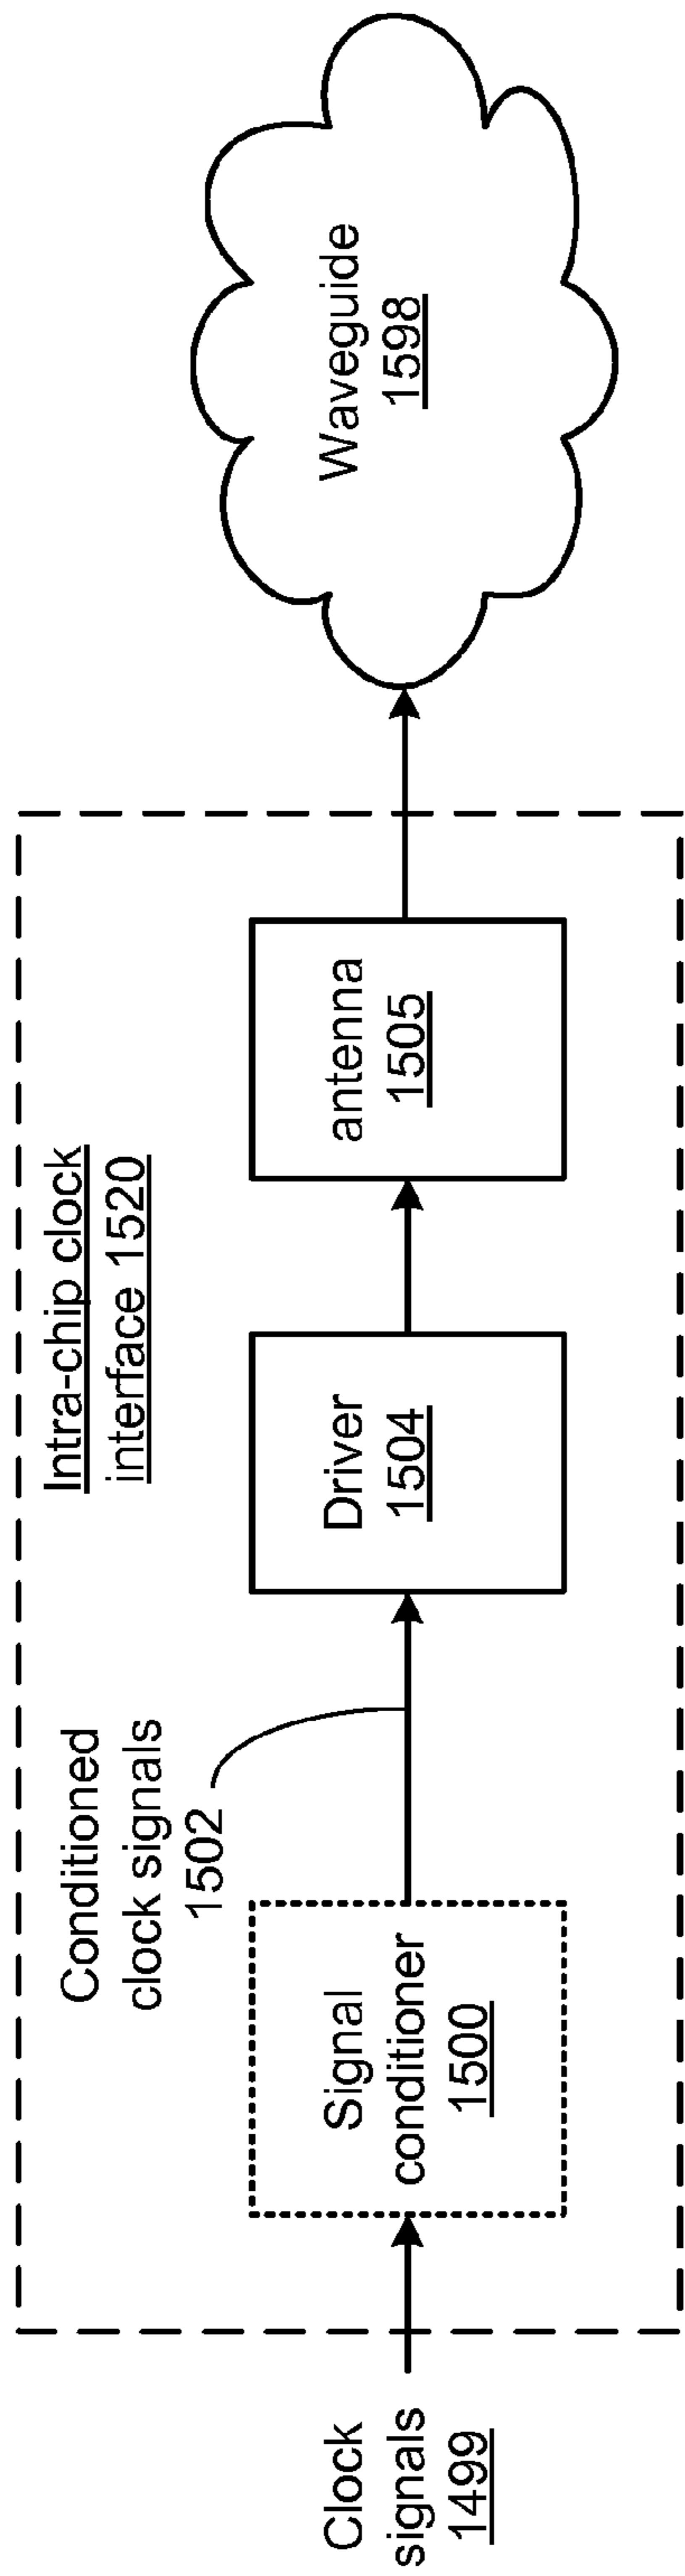 Intra-chip clock
interface 1520
Conditioned
clock signals
1502
Clock
signals
1499
Signal
conditioner
1500
Driver
1504
antenna
1505
Waveguide
1598